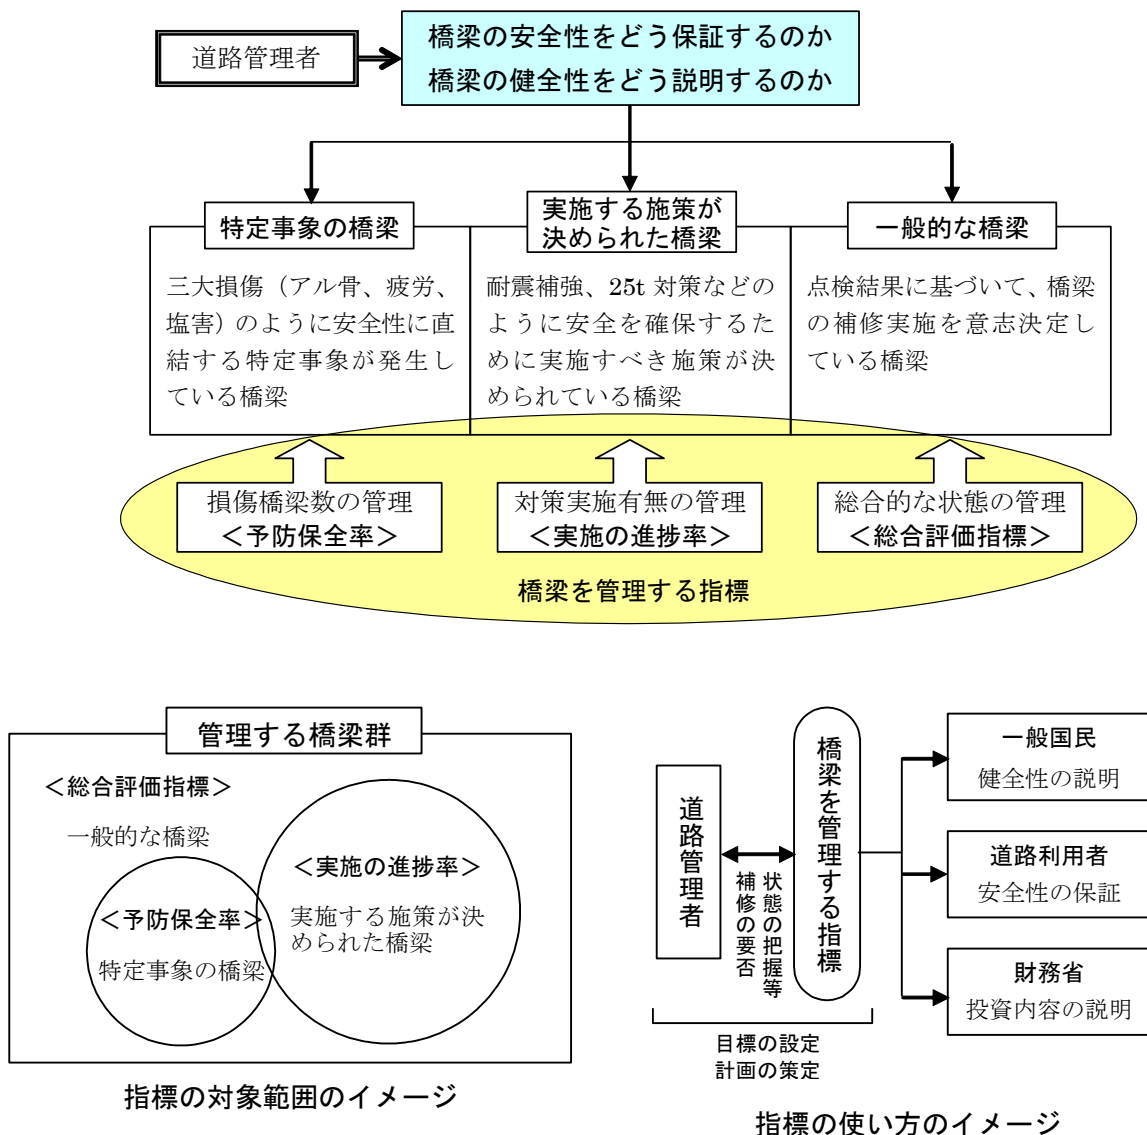 道路管理者
橋梁の安全性をどう保証するのか
橋梁の健全性をどう説明するのか
特定事象の橋梁
三大損傷（アル骨、疲労、
塩害）のように安全性に直
結する特定事象が発生し
ている橋梁
実施する施策が
決められた橋梁
耐震補強、25t 対策などの
ように安全を確保するた
めに実施すべき施策が決
められている橋梁
一般的な橋梁
点検結果に基づいて、橋梁
の補修実施を意志決定し
ている橋梁
損傷橋梁数の管理
＜予防保全率＞
対策実施有無の管理
＜実施の進捗率＞
総合的な状態の管理
＜総合評価指標＞
橋梁を管理する指標
管理する橋梁群
＜総合評価指標＞
一般的な橋梁
＜予防保全率＞
特定事象の橋梁
＜実施の進捗率＞
実施する施策が決
められた橋梁
指標の対象範囲のイメージ
道路管理者
状態の把握等
補修の要否
橋梁を管理する指標
目標の設定
計画の策定
一般国民
健全性の説明
道路利用者
安全性の保証
財務省
投資内容の説明
指標の使い方のイメージ